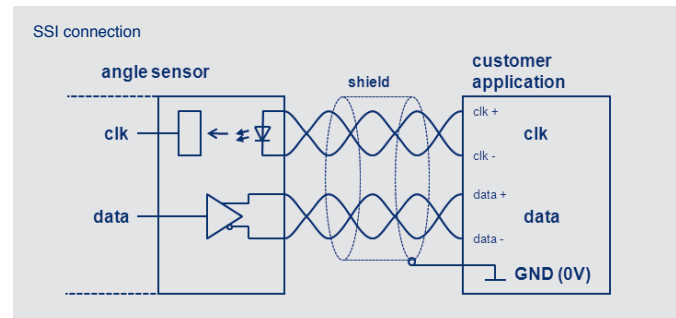 SSI connection
angle sensor
shield
customer
application
clk
clk +
clk -
clk
data
data +
data -
data
GND (0V)